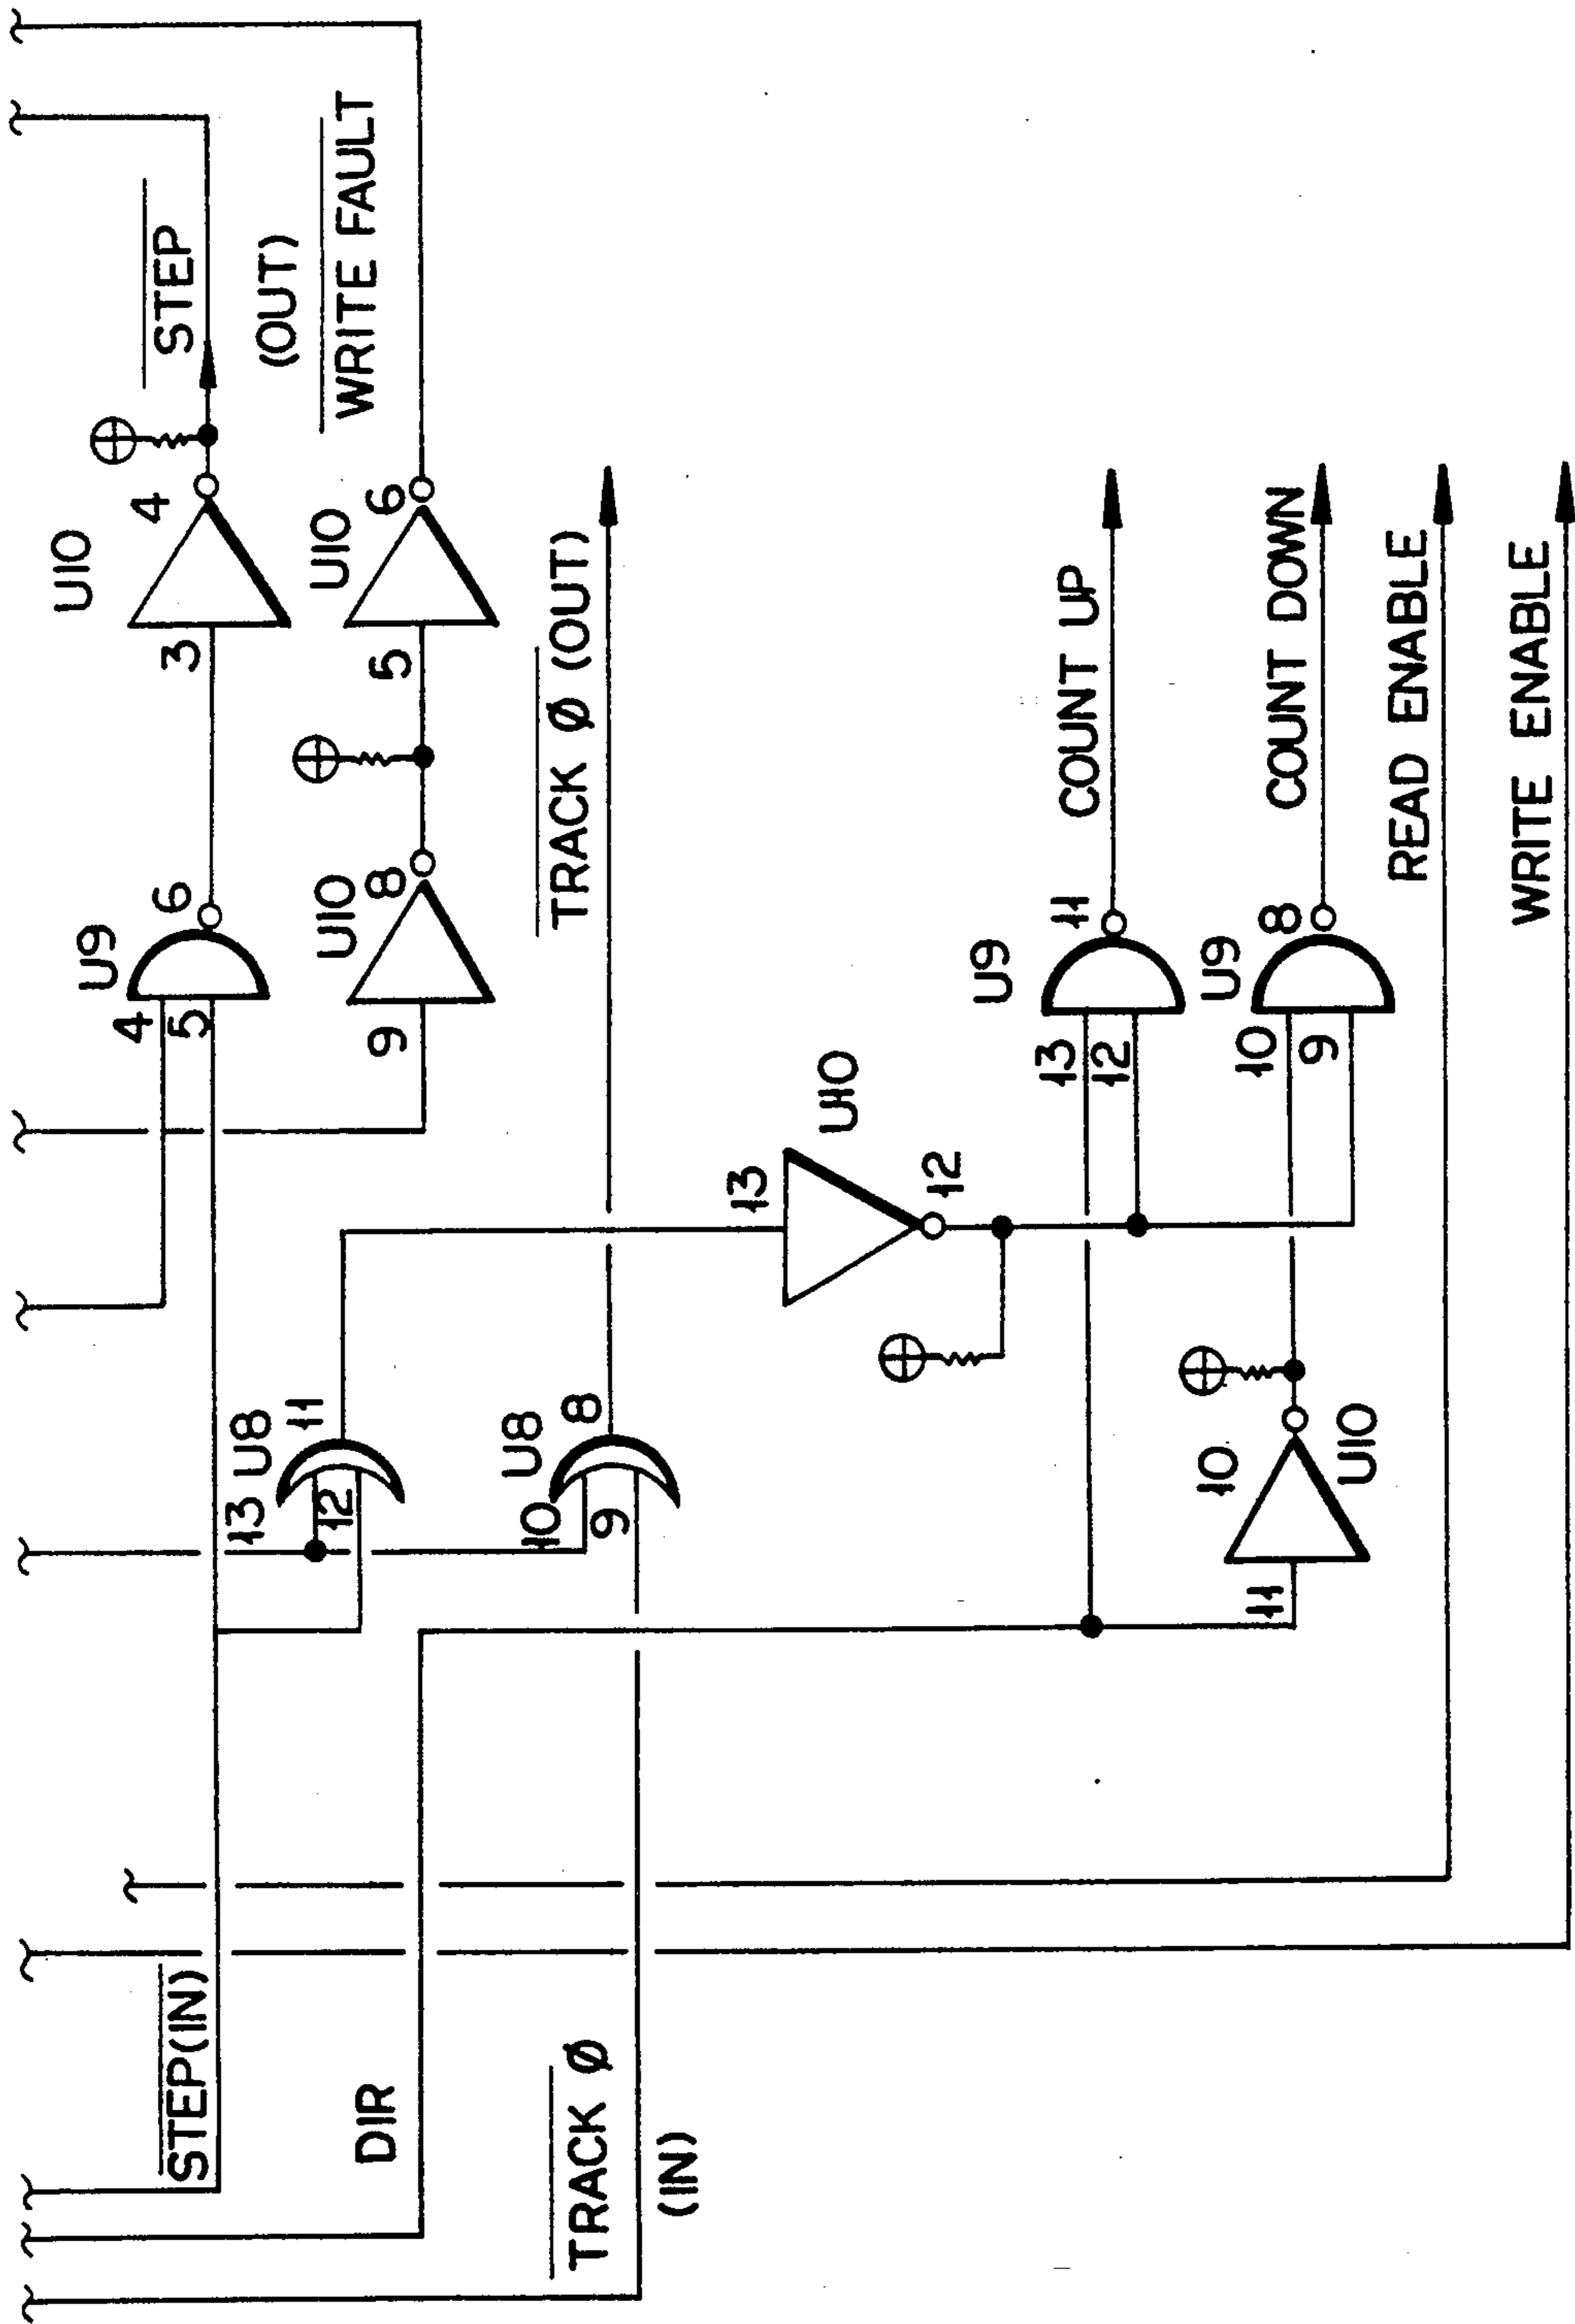 U10
U9
4
4
STEP
6
3
STEP(IN)
5
13
U8
(OUT)
11
U10
U10
12
WRITE FAULT
DIR
9
8
5
6
U8
10
TRACK Ø (OUT)
8
TRACK Ø
9
(IN)
13
U10
12
U9
13
11
COUNT UP
12
10
U9
10
11
8
COUNT DOWN
9
U10
READ ENABLE
WRITE ENABLE